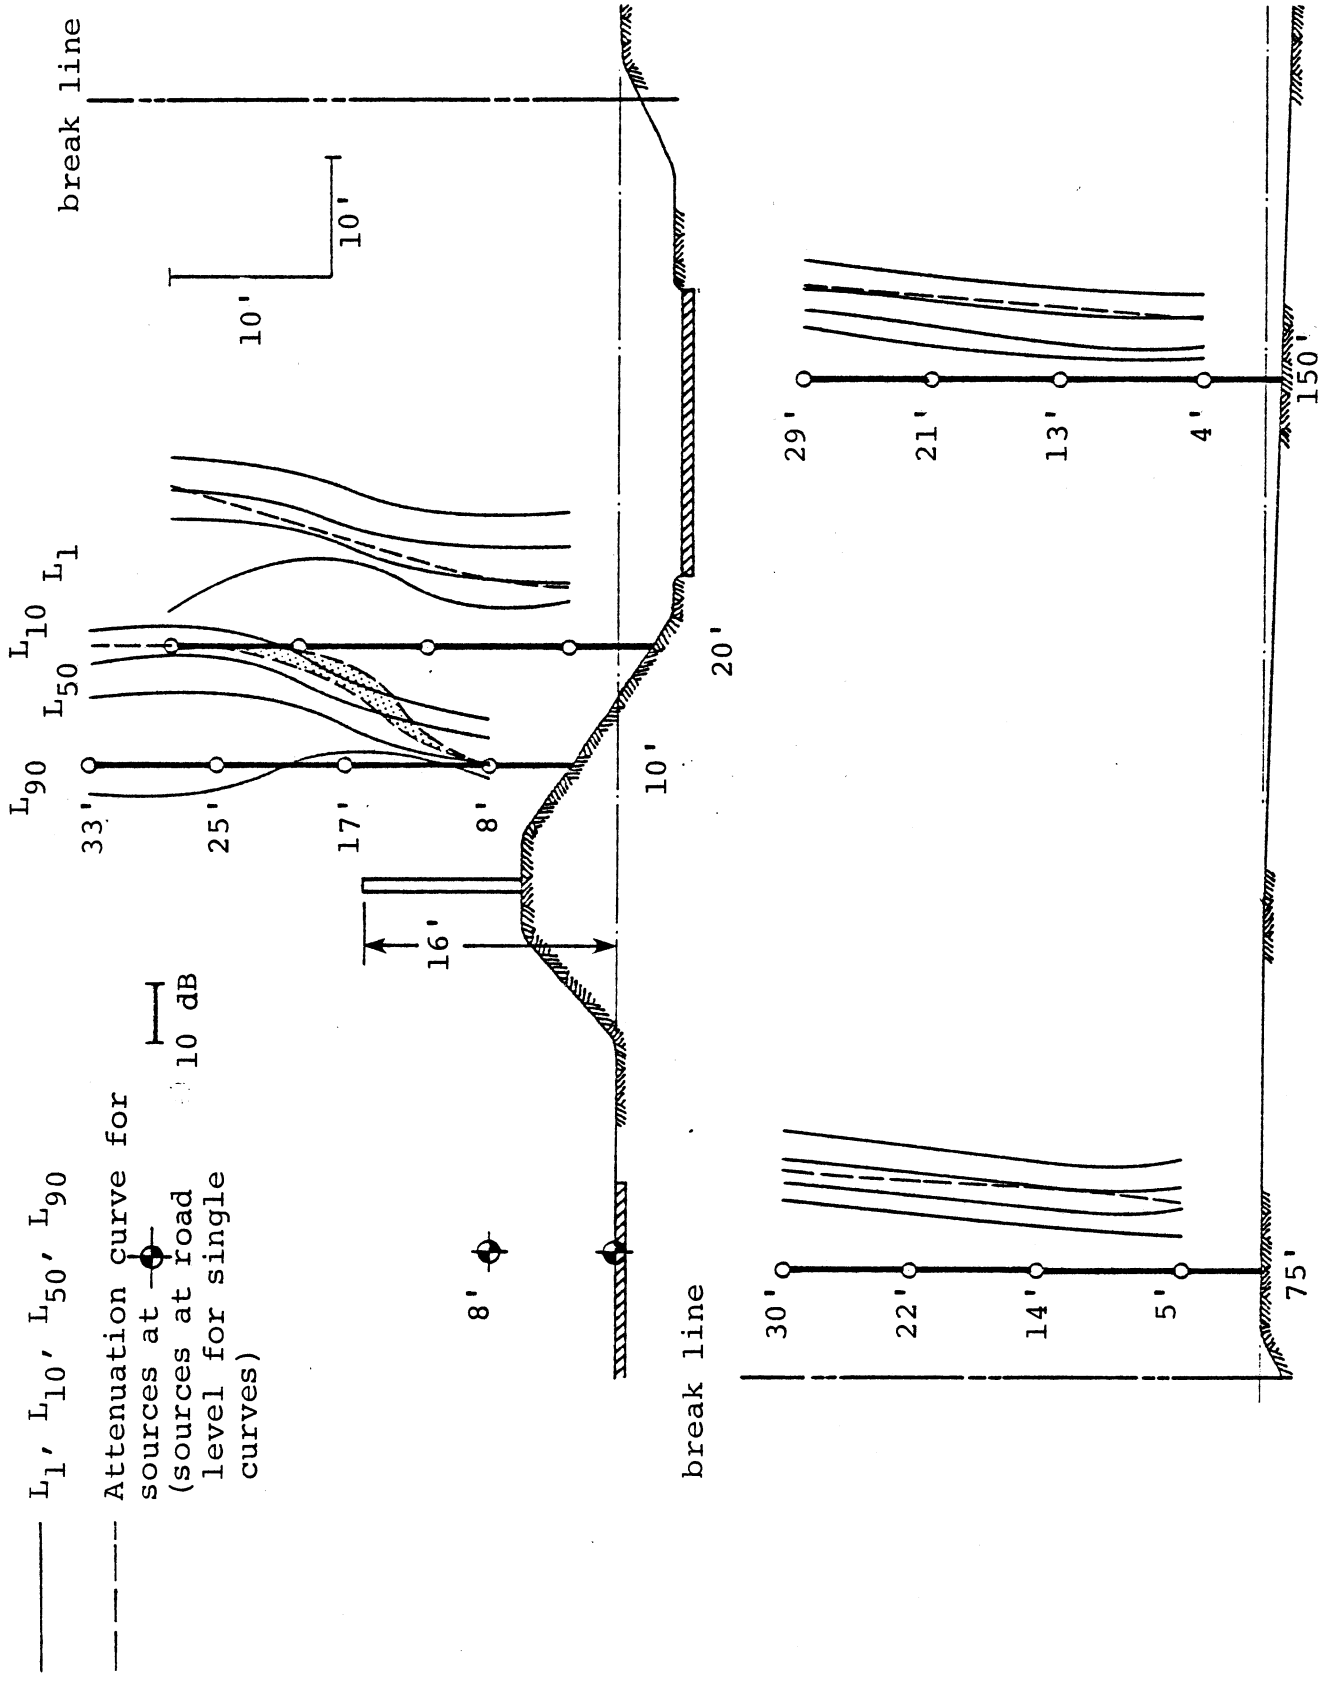 L1, L10, L50, L90
Attenuation curve for
sources at
(sources at road
level for single
curves)
10 dB
L90 L50 L10 L1
break line
33'
25'
17'
8'
10'
10'
16'
8'
10'
20'
break line
30'
22'
14'
5'
75'
29'
21'
13'
4'
150'